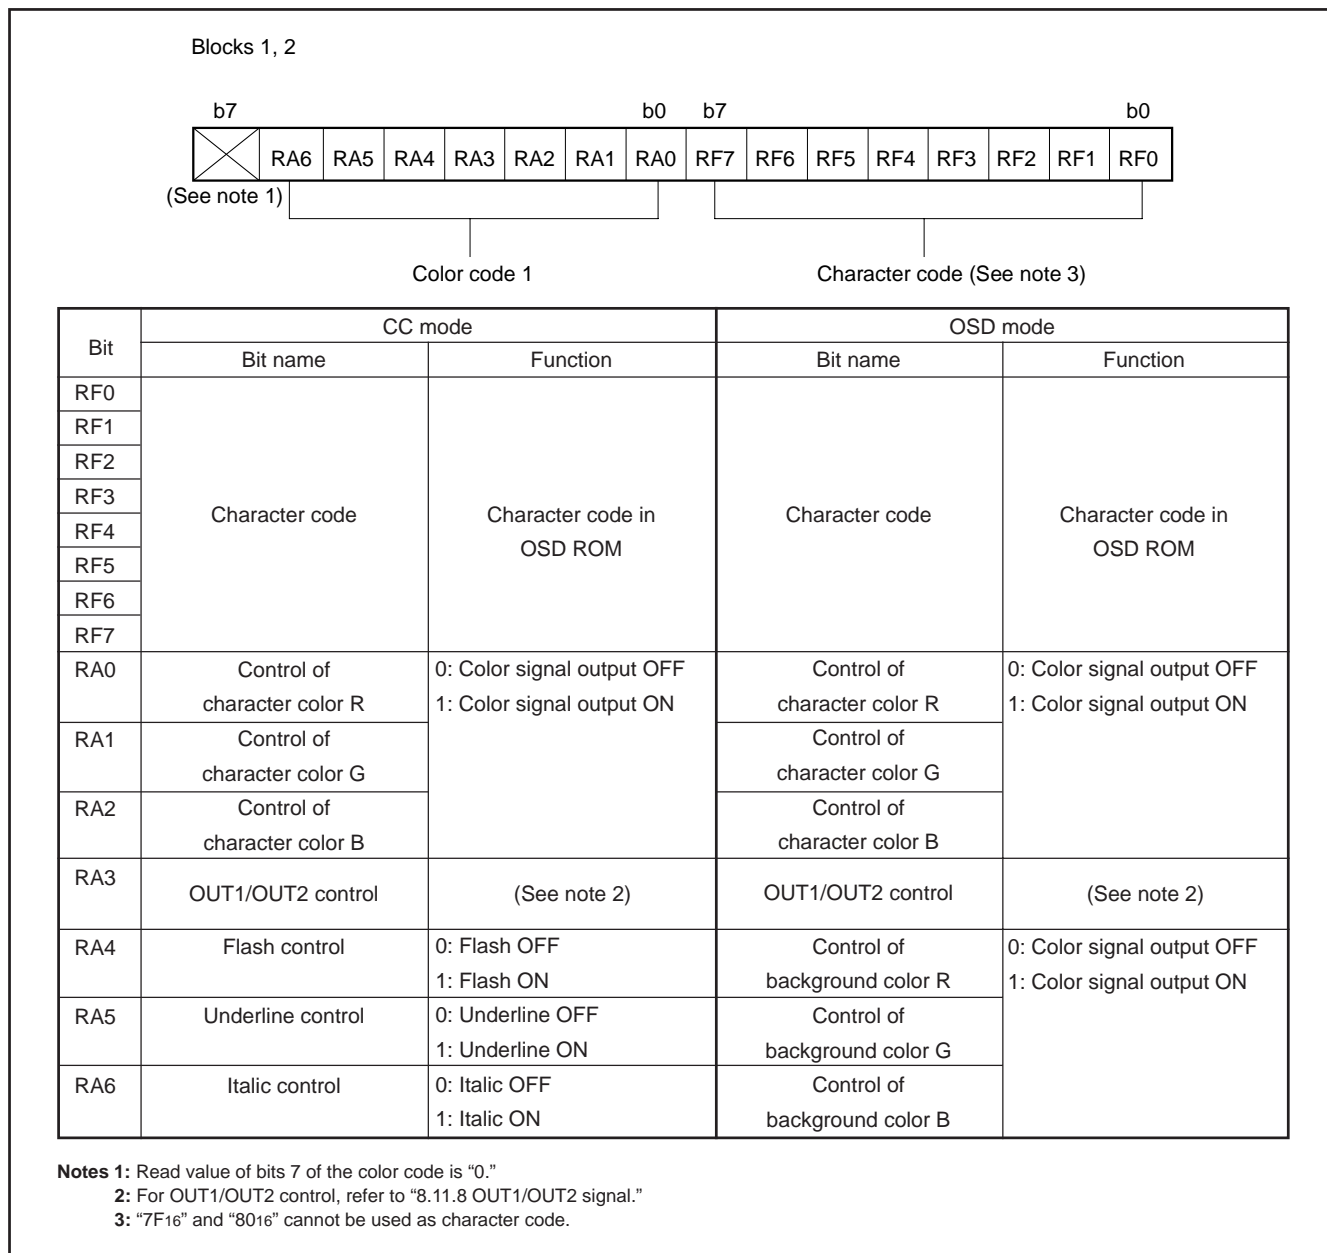 Blocks 1, 2
b7 b0 b7 b0
RA6 RA5 RA4 RA3 RA2 RA1 RA0 RF7 RF6 RF5 RF4 RF3 RF2 RF1 RF0
(See note 1)
Color code 1 Character code (See note 3)
Bit CC mode OSD mode
Bit name Function Bit name Function
RF0
RF1
RF2
RF3
RF4
RF5
RF6
RF7
Character code Character code in Character code Character code in
OSD ROM OSD ROM
RA0 Control of 0: Color signal output OFF Control of 0: Color signal output OFF
character color R 1: Color signal output ON character color R 1: Color signal output ON
RA1 Control of Control of
character color G character color G
RA2 Control of Control of
character color B character color B
RA3 OUT1/OUT2 control (See note 2) OUT1/OUT2 control (See note 2)
RA4 Flash control 0: Flash OFF Control of 0: Color signal output OFF
1: Flash ON background color R 1: Color signal output ON
RA5 Underline control 0: Underline OFF Control of
1: Underline ON background color G
RA6 Italic control 0: Italic OFF Control of
1: Italic ON background color B
Notes 1: Read value of bits 7 of the color code is “0.”
2: For OUT1/OUT2 control, refer to “8.11.8 OUT1/OUT2 signal.”
3: “7F16” and “8016” cannot be used as character code.